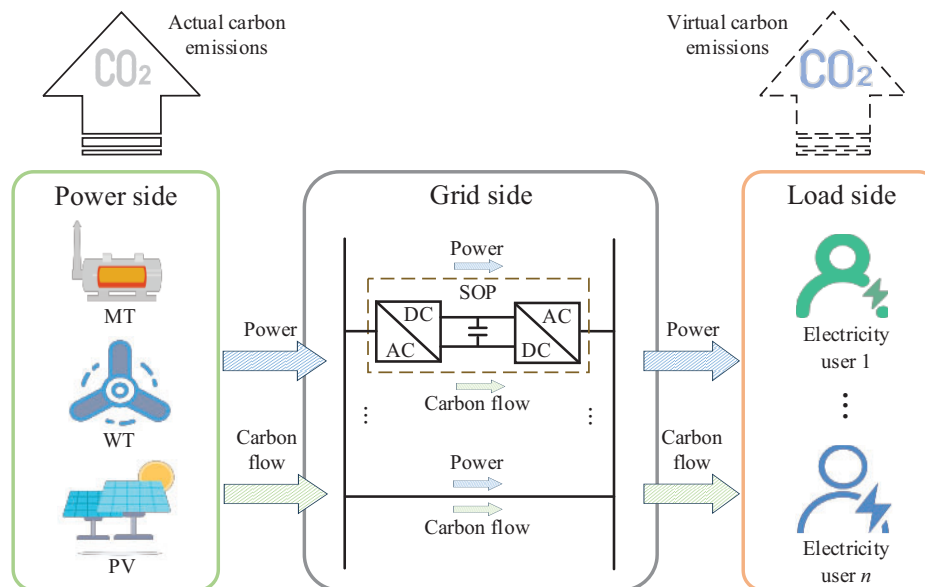 Actual carbon
emissions
CO₂
Virtual carbon
emissions
CO₂
Power side
MT
WT
PV
Power
Carbon
flow
Grid side
Power
SOP
DC
AC
AC
DC
Carbon flow
⋮
⋮
Power
Carbon flow
Power
Carbon
flow
Load side
Electricity
user 1
⋮
Electricity
user n